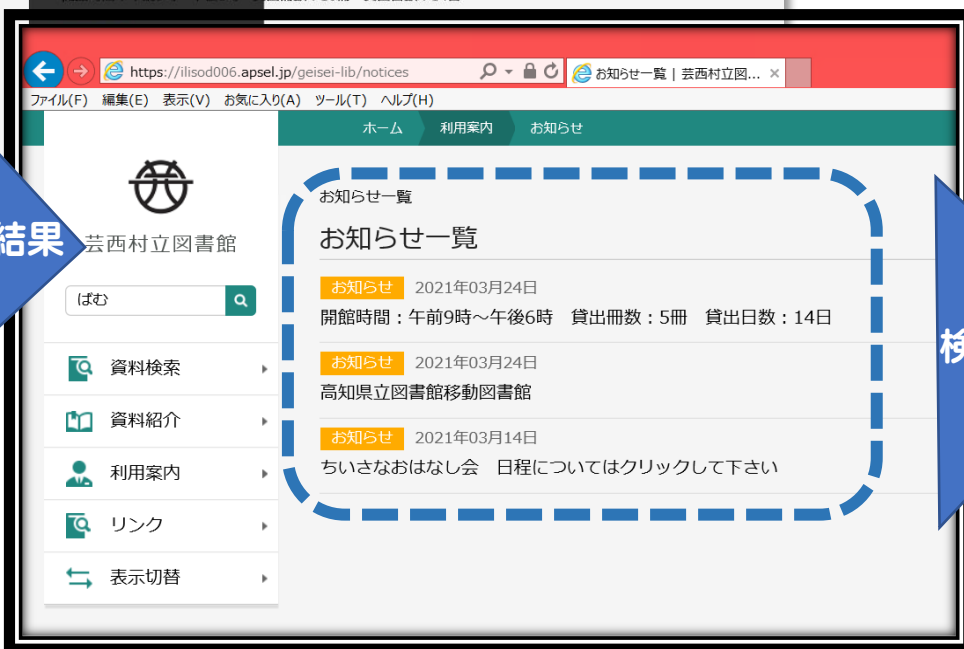 https://ilisod006.apsel.jp/geisei-lib/notices
お知らせ一覧 | 芸西村立図... ×
ファイル(F) 編集(E) 表示(V) お気に入り(A) ツール(T) ヘルプ(H)
ホーム 利用案内 お知らせ
結果
芸西村立図書館
ばむ
資料検索
資料紹介
利用案内
リンク
表示切替
お知らせ一覧
お知らせ一覧
お知らせ 2021年03月24日
開館時間：午前9時～午後6時 貸出冊数：5冊 貸出日数：14日
お知らせ 2021年03月24日
高知県立図書館移動図書館
お知らせ 2021年03月14日
ちいさなおはなし会 日程についてはクリックして下さい
検